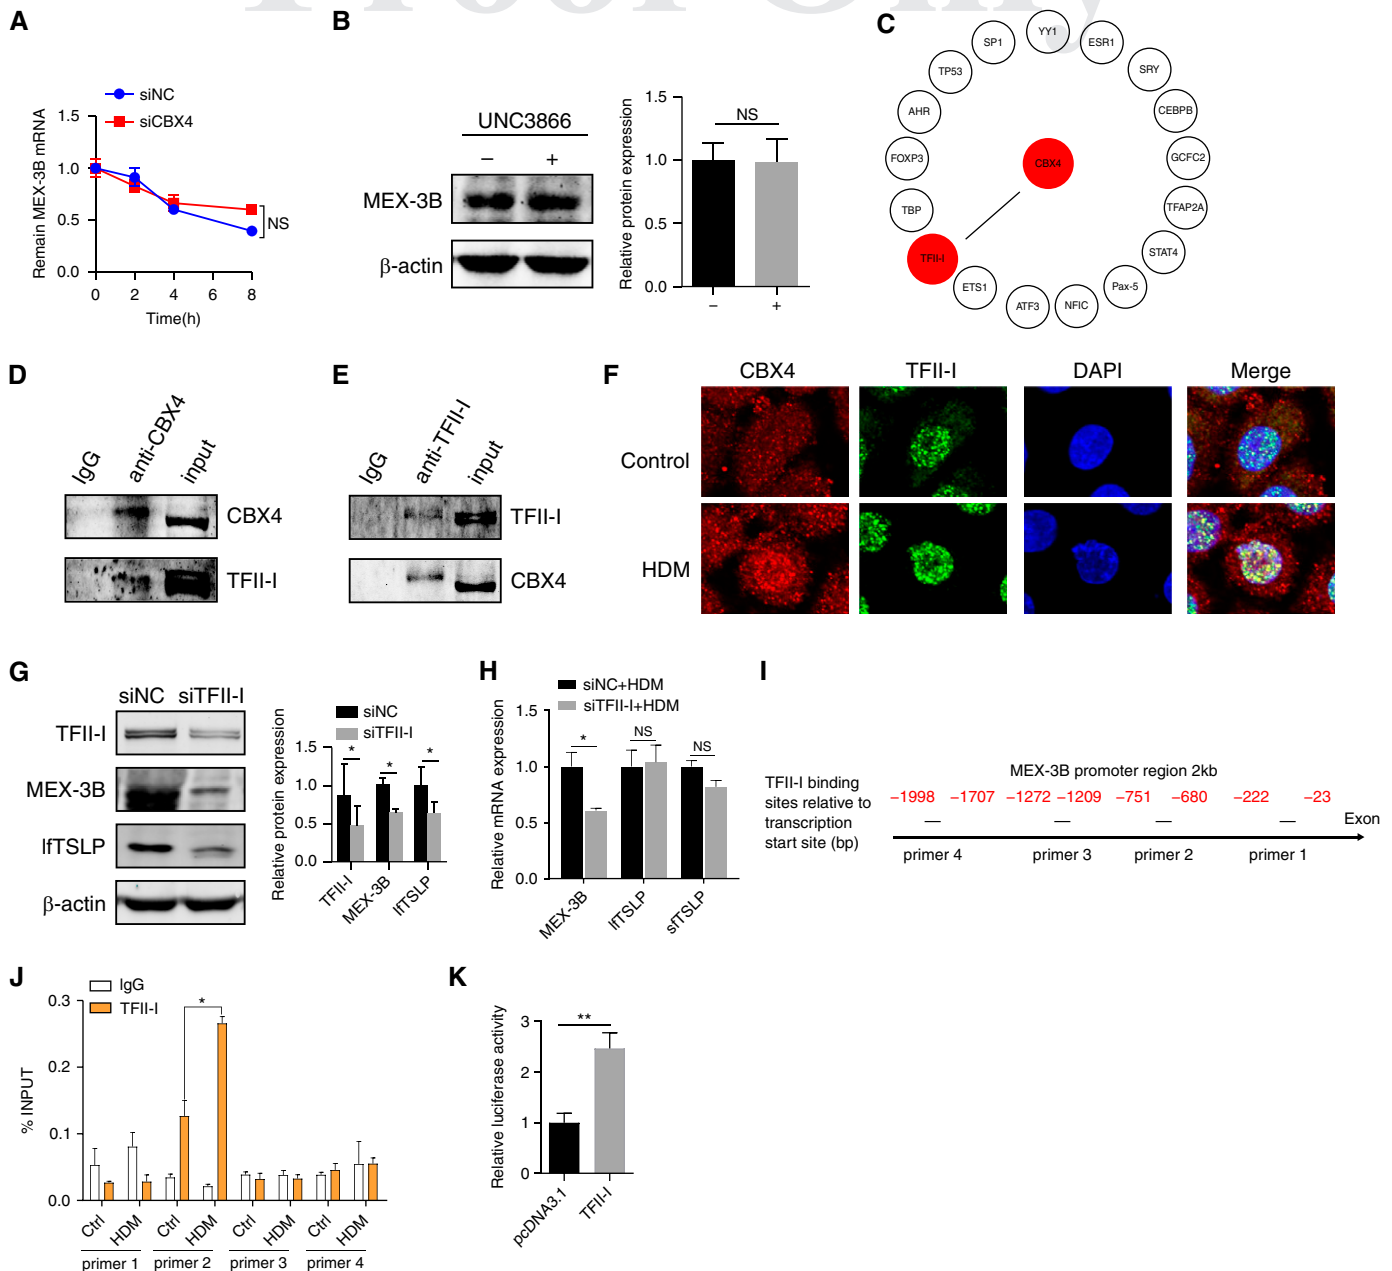 Proof Only
A
siNC
siCBX4
Remain MEX-3B mRNA
1.5
1.0
0.5
0.0
NS
0 2 4 8
Time(h)
B
UNC3866
– +
MEX-3B
β-actin
Relative protein expression
1.5
1.0
0.5
0.0
NS
– +
C
YY1
ESR1
SRY
CEBPB
GCFC2
TFAP2A
STAT4
Pax-5
NFIC
ATF3
ETS1
TFII-I
TBP
FOXP3
AHR
TP53
SP1
CBX4
D
IgG
anti-CBX4
input
CBX4
TFII-I
E
IgG
anti-TFII-I
input
TFII-I
CBX4
F
CBX4 TFII-I DAPI Merge
Control
HDM
G
siNC siTFII-I
TFII-I
MEX-3B
lfTSLP
β-actin
siNC
siTFII-I
Relative protein expression
1.5
1.0
0.5
0.0
* * *
TFII-I
MEX-3B
lfTSLP
H
siNC+HDM
siTFII-I+HDM
Relative mRNA expression
1.5
1.0
0.5
0.0
* NS NS
MEX-3B
lfTSLP
sfTSLP
I
MEX-3B promoter region 2kb
TFII-I binding
sites relative to
transcription
start site (bp)
−1998 −1707 −1272 −1209 −751 −680 −222 −23
Exon
primer 4 primer 3 primer 2 primer 1
J
IgG
TFII-I
% INPUT
0.3
0.2
0.1
0.0
*
Ctrl HDM Ctrl HDM Ctrl HDM Ctrl HDM
primer 1 primer 2 primer 3 primer 4
K
Relative luciferase activity
3
2
1
0
**
pcDNA3.1
TFII-I